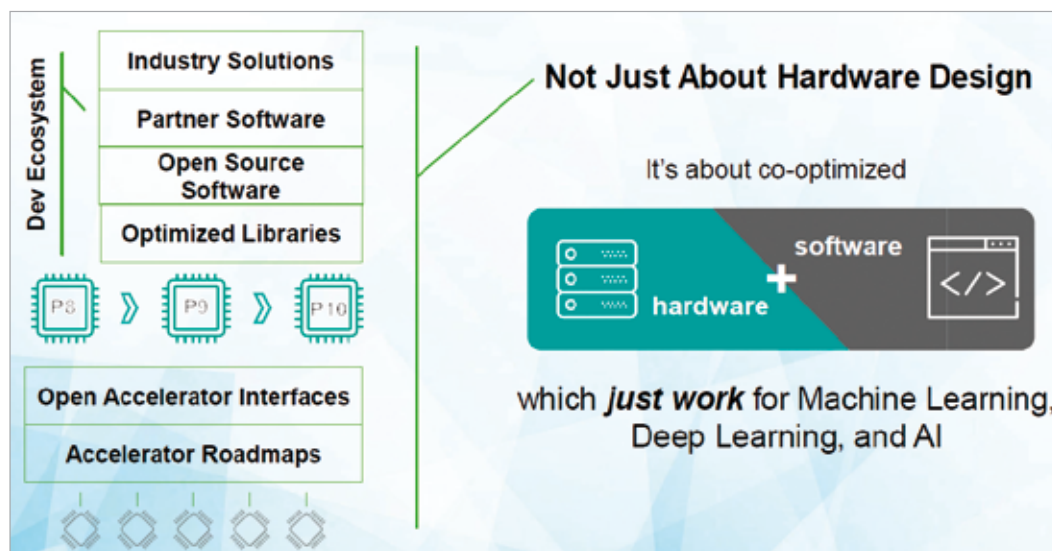 Dev Ecosystem
Industry Solutions
Partner Software
Open Source
Software
Optimized Libraries
P8
P9
P10
Open Accelerator Interfaces
Accelerator Roadmaps
Not Just About Hardware Design
It's about co-optimized
hardware
+
software
</>
which just work for Machine Learning,
Deep Learning, and AI